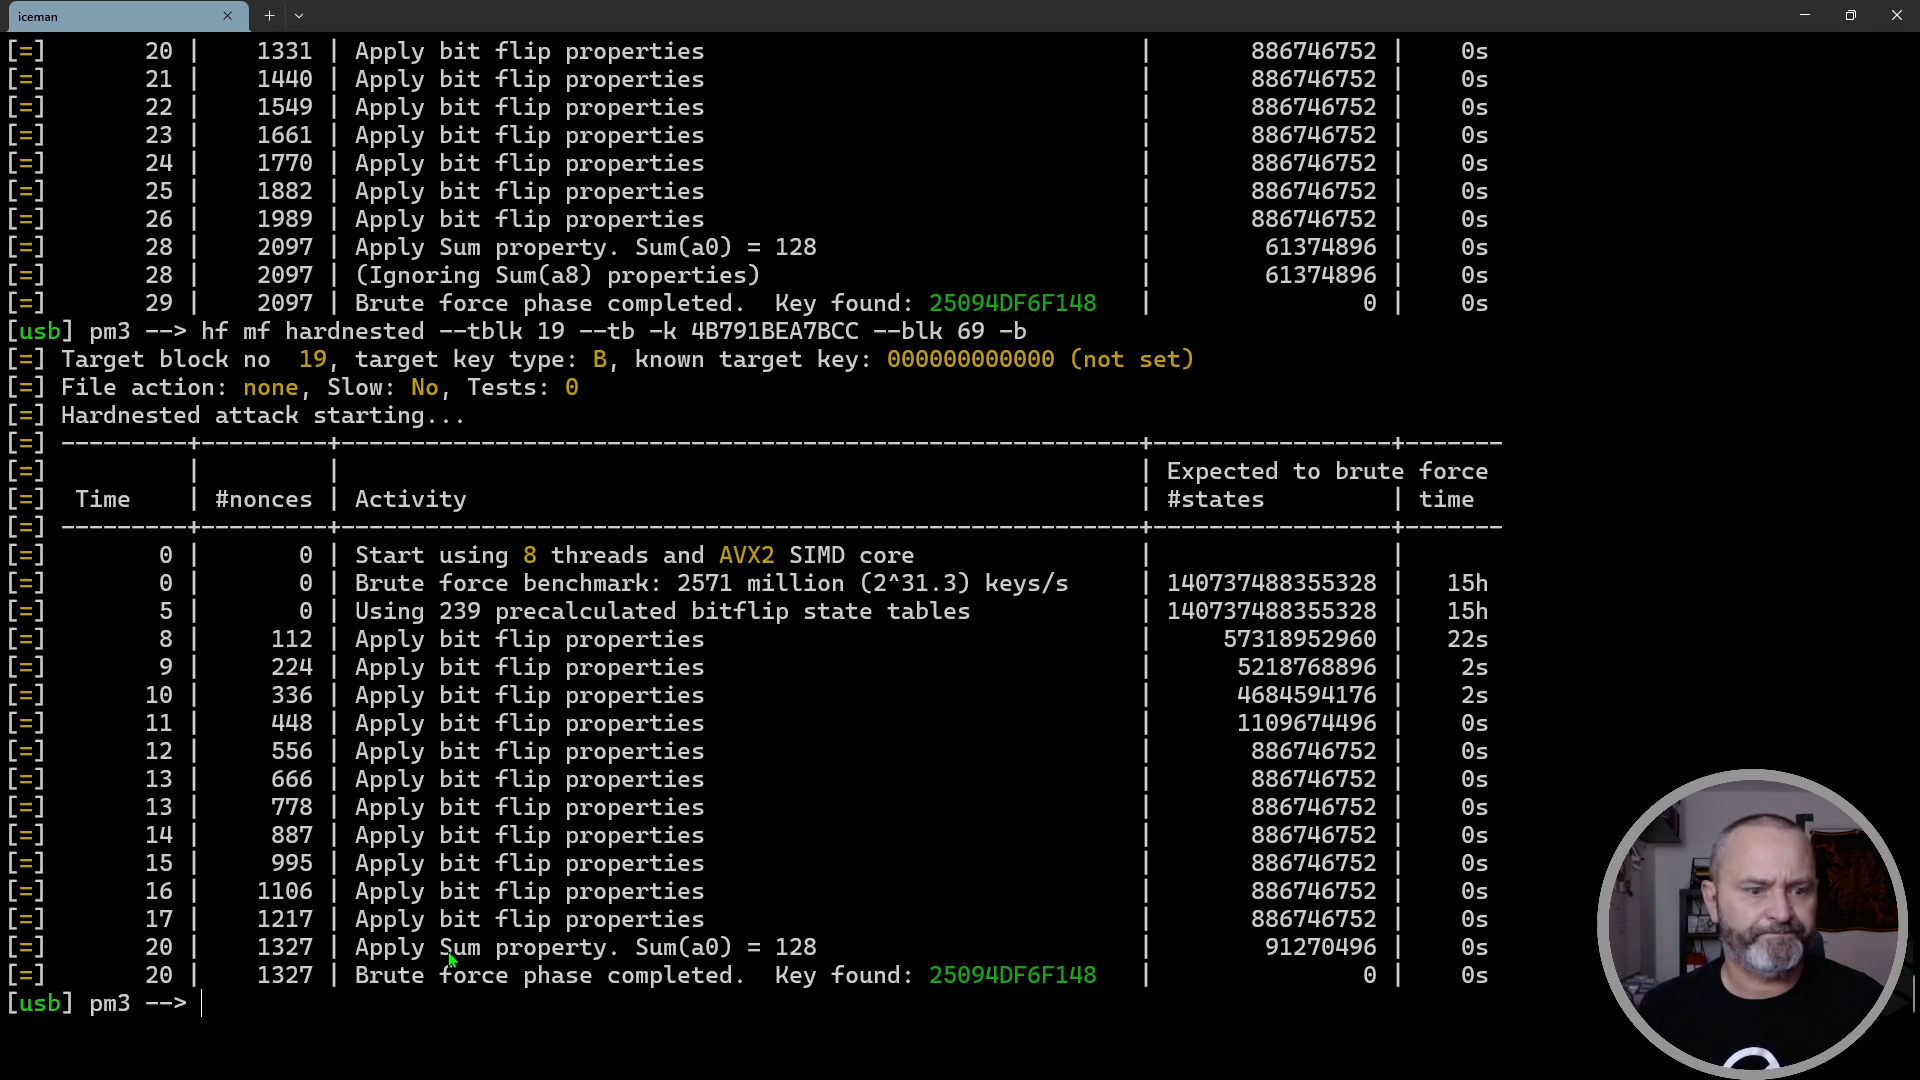 iceman
[=] 20 | 1331 | Apply bit flip properties | 886746752 | 0s
[=] 21 | 1440 | Apply bit flip properties | 886746752 | 0s
[=] 22 | 1549 | Apply bit flip properties | 886746752 | 0s
[=] 23 | 1661 | Apply bit flip properties | 886746752 | 0s
[=] 24 | 1770 | Apply bit flip properties | 886746752 | 0s
[=] 25 | 1882 | Apply bit flip properties | 886746752 | 0s
[=] 26 | 1989 | Apply bit flip properties | 886746752 | 0s
[=] 28 | 2097 | Apply Sum property. Sum(a0) = 128 | 61374896 | 0s
[=] 28 | 2097 | (Ignoring Sum(a8) properties) | 61374896 | 0s
[=] 29 | 2097 | Brute force phase completed. Key found: 25094DF6F148 | 0 | 0s
[usb] pm3 --> hf mf hardnested --tblk 19 --tb -k 4B791BEA7BCC --blk 69 -b
[=] Target block no 19, target key type: B, known target key: 000000000000 (not set)
[=] File action: none, Slow: No, Tests: 0
[=] Hardnested attack starting...
[=] ---------+---------+---------------------------------------------------------+-----------------+-------
[=] | | | Expected to brute force
[=] Time | #nonces | Activity | #states | time
[=] ---------+---------+---------------------------------------------------------+-----------------+-------
[=] 0 | 0 | Start using 8 threads and AVX2 SIMD core | |
[=] 0 | 0 | Brute force benchmark: 2571 million (2^31.3) keys/s | 140737488355328 | 15h
[=] 5 | 0 | Using 239 precalculated bitflip state tables | 140737488355328 | 15h
[=] 8 | 112 | Apply bit flip properties | 57318952960 | 22s
[=] 9 | 224 | Apply bit flip properties | 5218768896 | 2s
[=] 10 | 336 | Apply bit flip properties | 4684594176 | 2s
[=] 11 | 448 | Apply bit flip properties | 1109674496 | 0s
[=] 12 | 556 | Apply bit flip properties | 886746752 | 0s
[=] 13 | 666 | Apply bit flip properties | 886746752 | 0s
[=] 13 | 778 | Apply bit flip properties | 886746752 | 0s
[=] 14 | 887 | Apply bit flip properties | 886746752 | 0s
[=] 15 | 995 | Apply bit flip properties | 886746752 | 0s
[=] 16 | 1106 | Apply bit flip properties | 886746752 | 0s
[=] 17 | 1217 | Apply bit flip properties | 886746752 | 0s
[=] 20 | 1327 | Apply Sum property. Sum(a0) = 128 | 91270496 | 0s
[=] 20 | 1327 | Brute force phase completed. Key found: 25094DF6F148 | 0 | 0s
[usb] pm3 -->